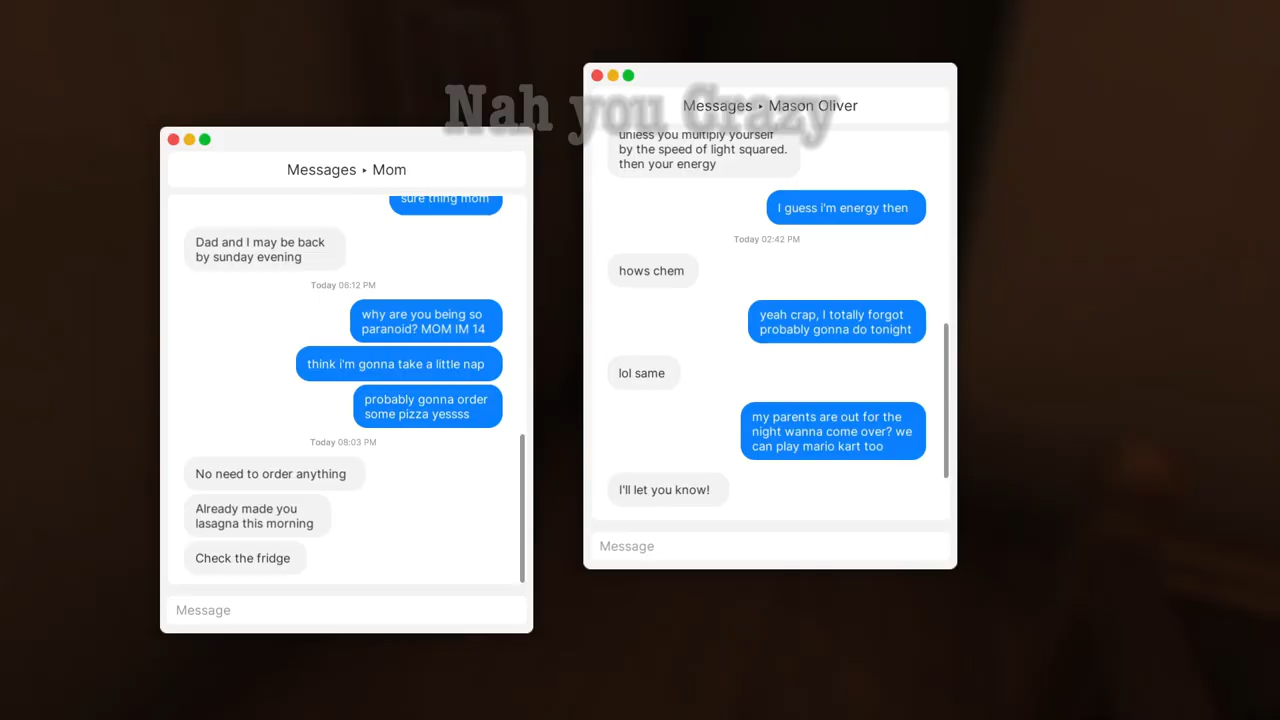 Nah you Crazy
Messages ‣ Mom
sure thing mom
Dad and I may be back
by sunday evening
Today 06:12 PM
why are you being so
paranoid? MOM IM 14
think i'm gonna take a little nap
probably gonna order
some pizza yessss
Today 08:03 PM
No need to order anything
Already made you
lasagna this morning
Check the fridge
Message
Messages ‣ Mason Oliver
unless you multiply yourself
by the speed of light squared.
then your energy
I guess i'm energy then
Today 02:42 PM
hows chem
yeah crap, I totally forgot
probably gonna do tonight
lol same
my parents are out for the
night wanna come over? we
can play mario kart too
I'll let you know!
Message